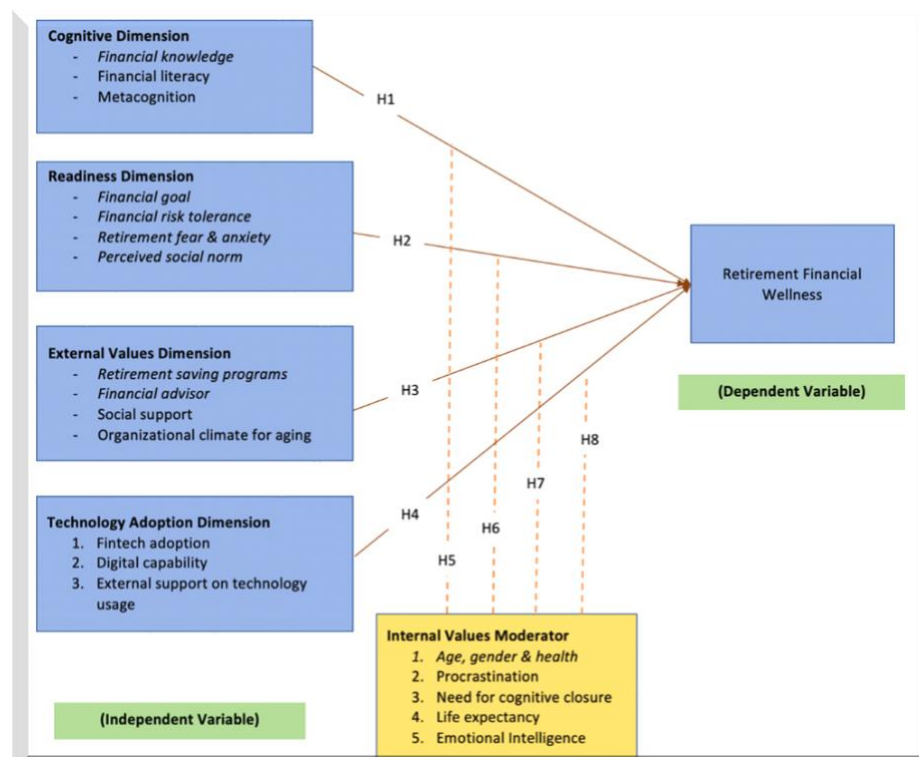 Cognitive Dimension
- Financial knowledge
- Financial literacy
- Metacognition
H1
Readiness Dimension
- Financial goal
- Financial risk tolerance
- Retirement fear & anxiety
- Perceived social norm
H2
Retirement Financial
Wellness
External Values Dimension
- Retirement saving programs
- Financial advisor
- Social support
- Organizational climate for aging
H3
(Dependent Variable)
H8
H7
Technology Adoption Dimension
1. Fintech adoption
2. Digital capability
3. External support on technology
usage
H4
H6
H5
Internal Values Moderator
1. Age, gender & health
2. Procrastination
3. Need for cognitive closure
4. Life expectancy
5. Emotional Intelligence
(Independent Variable)